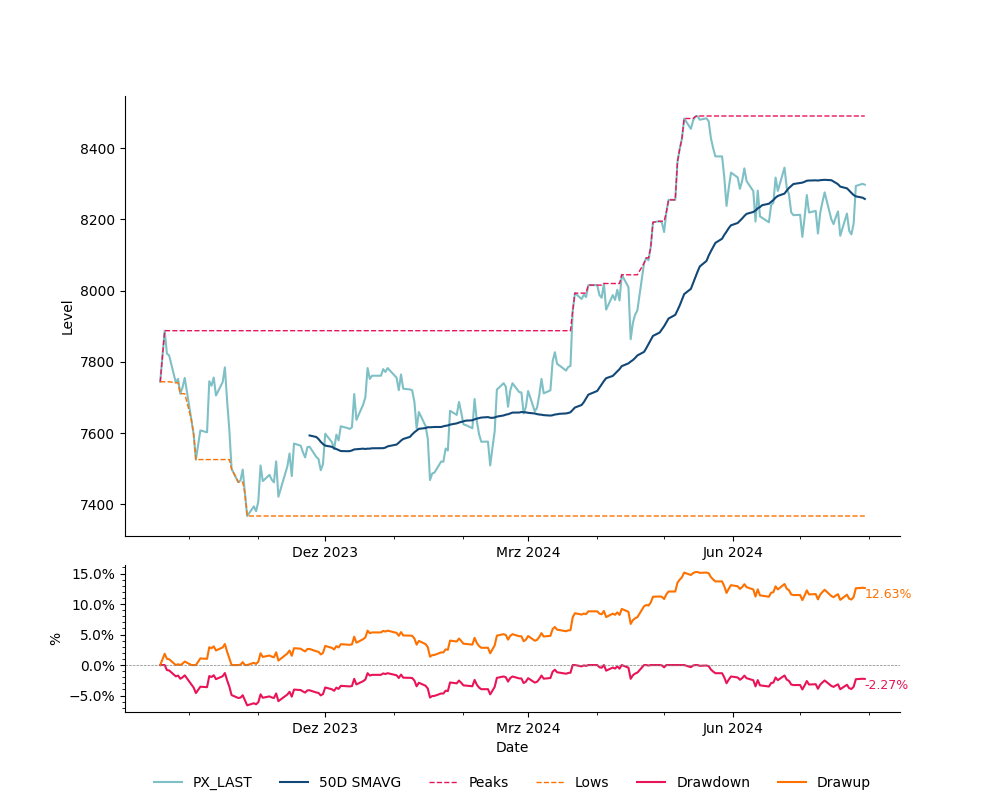 8400
8200
8000
7800
7600
7400
Level
Dez 2023 Mrz 2024 Jun 2024
15.0%
10.0%
5.0%
0.0%
−5.0%
%
12.63%
-2.27%
Dez 2023 Mrz 2024 Jun 2024
Date
PX_LAST 50D SMAVG Peaks Lows Drawdown Drawup